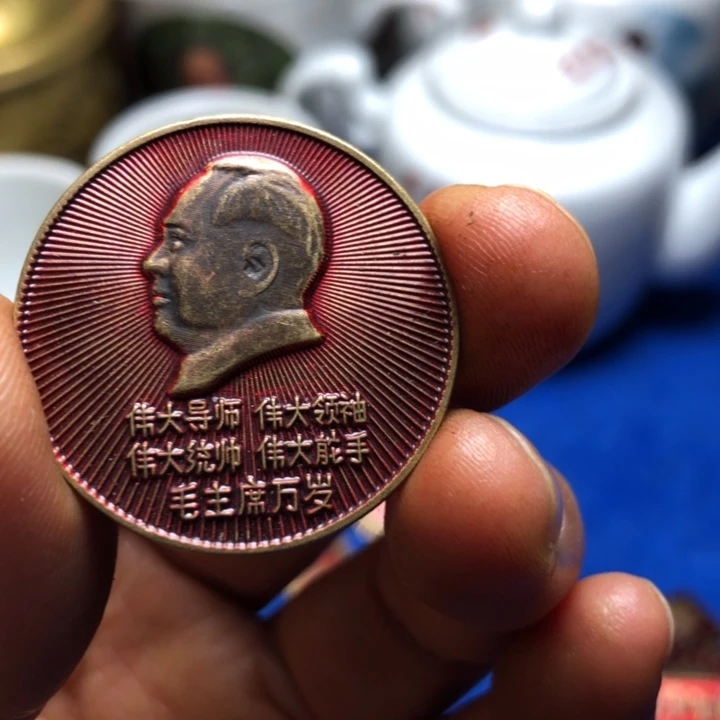 伟大导师 伟大领袖
伟大统帅 伟大舵手
毛主席万岁